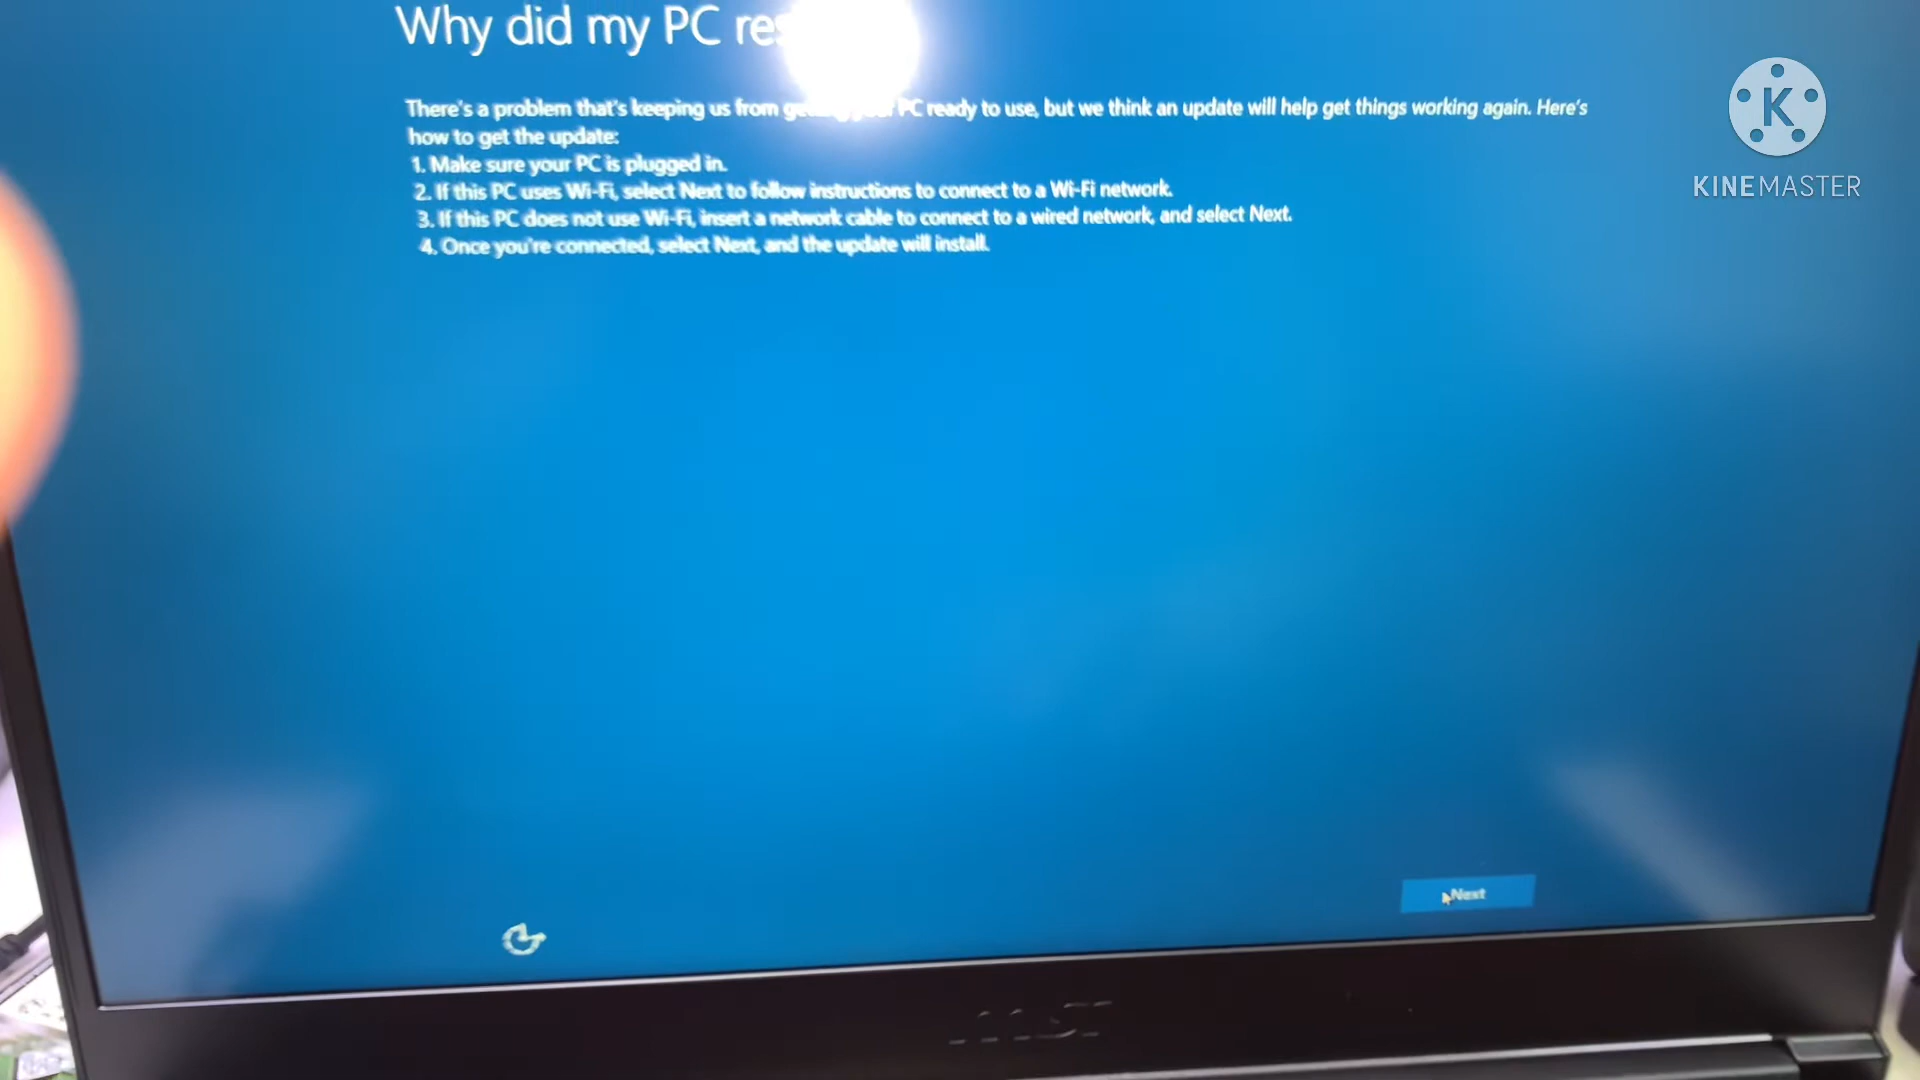 Why did my PC
There's a problem that's keeping us from PC ready to use, but we think an update will help get things working again. Here's
how to get the update:
1. Make sure your PC is plugged in.
2. If this PC uses Wi-Fi, select Next to follow instructions to connect to a Wi-Fi network.
3. If this PC does not use Wi-Fi, insert a network cable to connect to a wired network, and select Next.
4. Once you're connected, select Next, and the update will install.
Next
K
KINEMASTER
msi